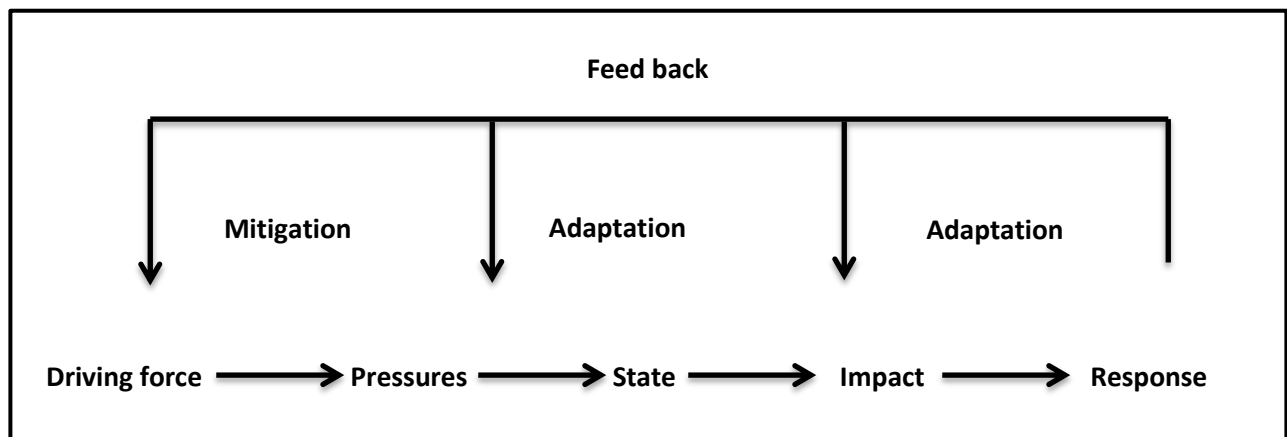 Feed back
Mitigation Adaptation Adaptation
Driving force Pressures State Impact Response